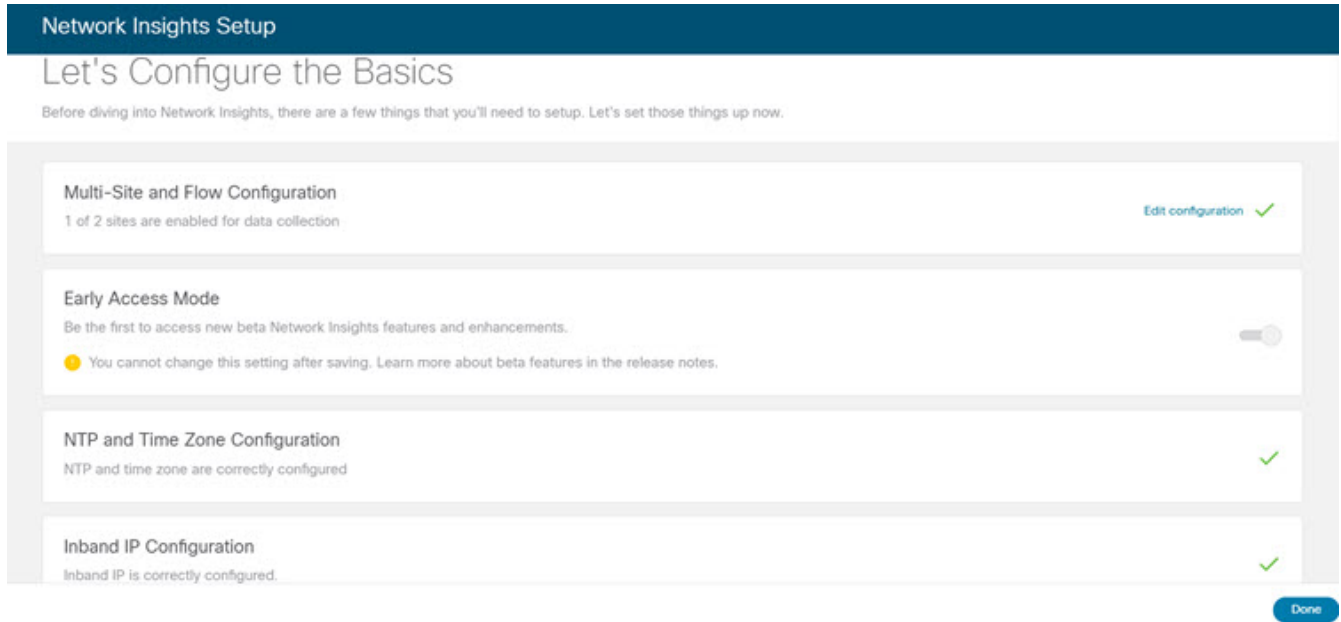 Network Insights Setup
Let's Configure the Basics
Before diving into Network Insights, there are a few things that you'll need to setup. Let's set those things up now.
Multi-Site and Flow Configuration
1 of 2 sites are enabled for data collection
Edit configuration
Early Access Mode
Be the first to access new beta Network Insights features and enhancements.
You cannot change this setting after saving. Learn more about beta features in the release notes.
NTP and Time Zone Configuration
NTP and time zone are correctly configured
Inband IP Configuration
Inband IP is correctly configured.
Done